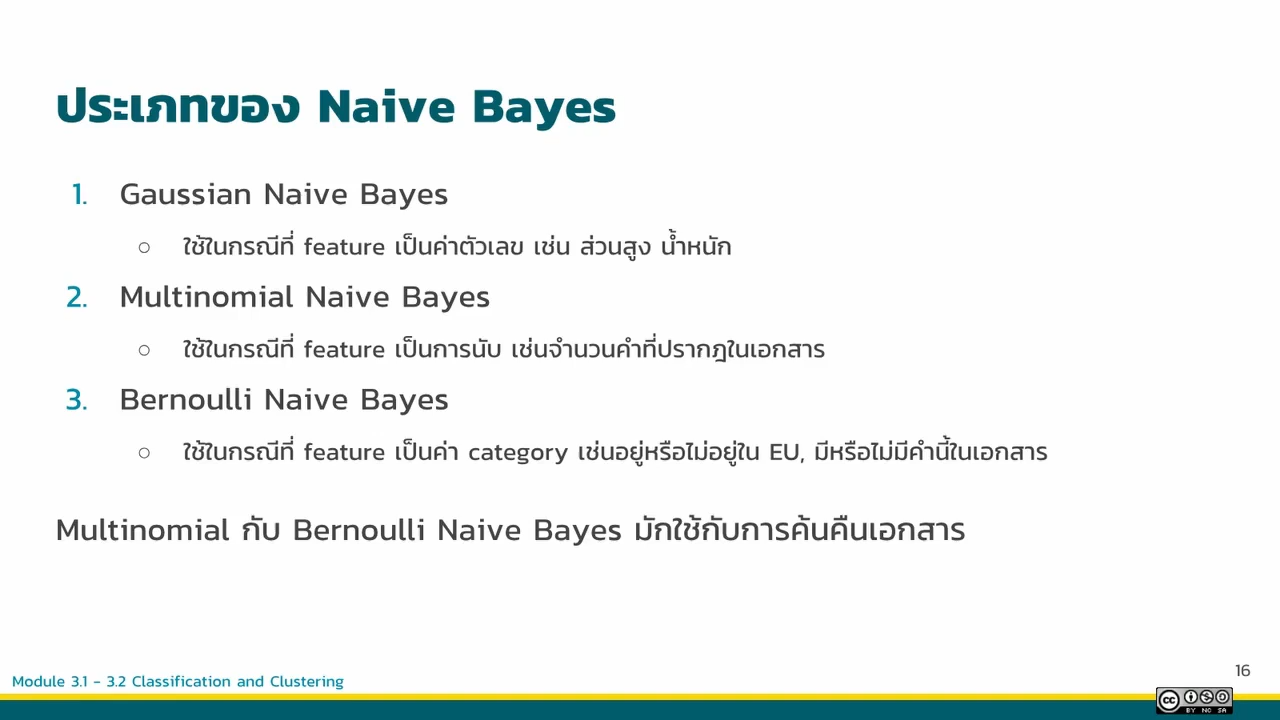 ประเภทของ Naive Bayes
1. Gaussian Naive Bayes
○ ใช้ในกรณีที่ feature เป็นค่าตัวเลข เช่น ส่วนสูง น้ำหนัก
2. Multinomial Naive Bayes
○ ใช้ในกรณีที่ feature เป็นการนับ เช่นจำนวนคำที่ปรากฏในเอกสาร
3. Bernoulli Naive Bayes
○ ใช้ในกรณีที่ feature เป็นค่า category เช่นอยู่หรือไม่อยู่ใน EU, มีหรือไม่มีคำนี้ในเอกสาร
Multinomial กับ Bernoulli Naive Bayes มักใช้กับการค้นคืนเอกสาร
16
Module 3.1 - 3.2 Classification and Clustering
cc
BY NC SA